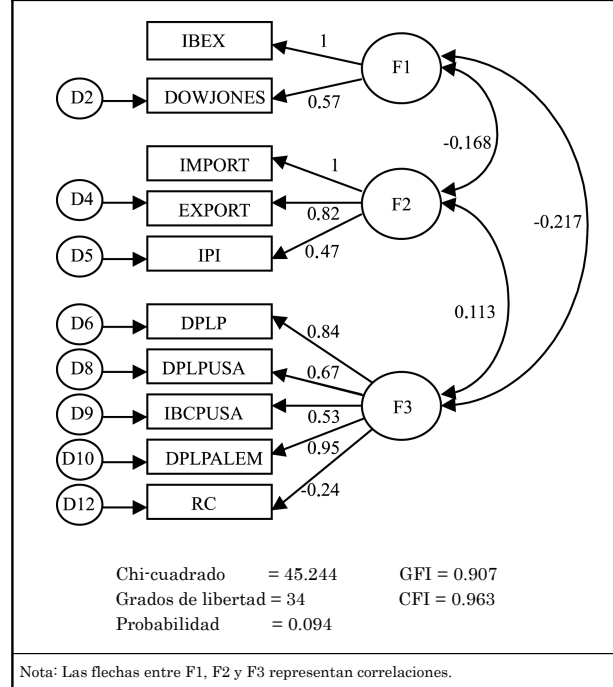 IBEX
1
F1
D2
DOWJONES
0.57
-0.168
IMPORT
1
D4
EXPORT
0.82
F2
-0.217
D5
IPI
0.47
0.113
D6
DPLP
0.84
D8
DPLPUSA
0.67
D9
IBCPUSA
0.53
F3
D10
DPLPALEM
0.95
D12
RC
-0.24
Chi-cuadrado = 45.244 GFI = 0.907
Grados de libertad = 34 CFI = 0.963
Probabilidad = 0.094
Nota: Las flechas entre F1, F2 y F3 representan correlaciones.